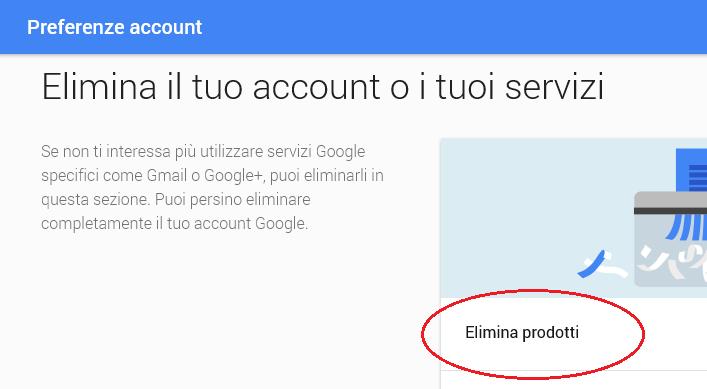 Preferenze account
Elimina il tuo account o i tuoi servizi
Se non ti interessa più utilizzare servizi Google
specifici come Gmail o Google+, puoi eliminarli in
questa sezione. Puoi persino eliminare
completamente il tuo account Google.
Elimina prodotti